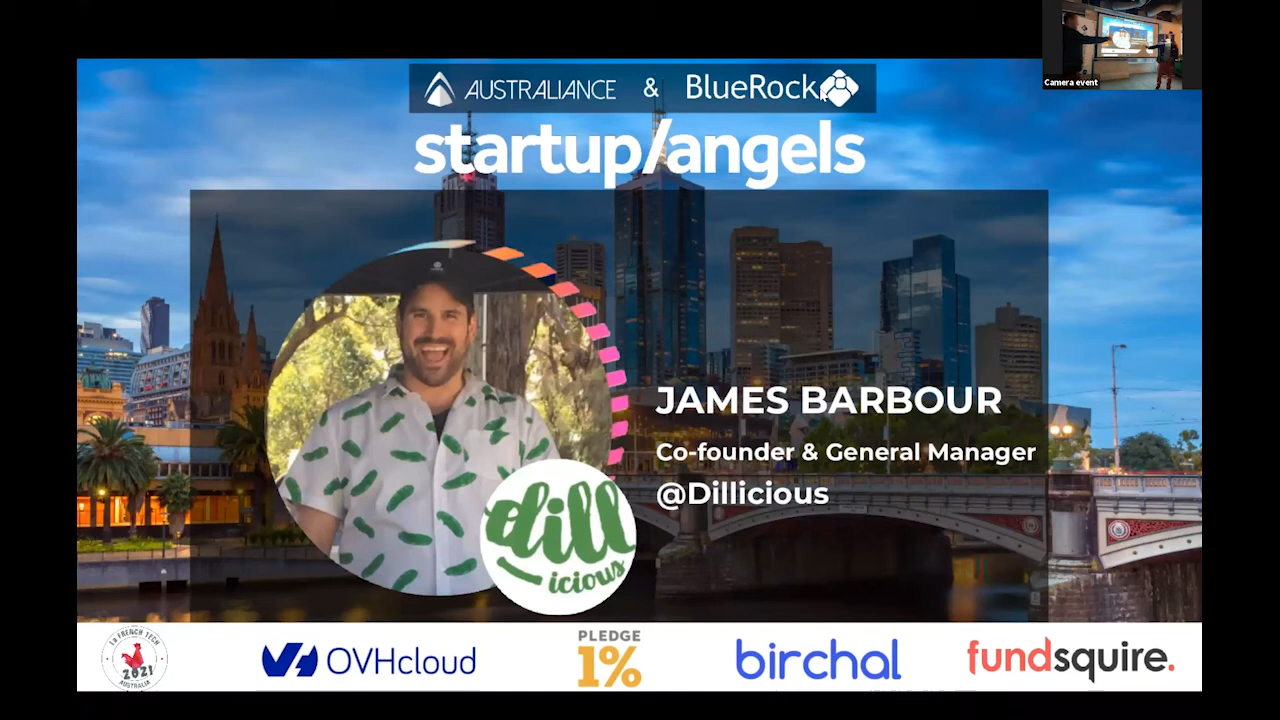 AUSTRALIANCE & BlueRock
Camera event
startup/angels
JAMES BARBOUR
Co-founder & General Manager
@Dillicious
dill
icious
LA FRENCH TECH
2021
AUSTRALIA
OVHcloud
PLEDGE
1%
birchal
fundsquire.